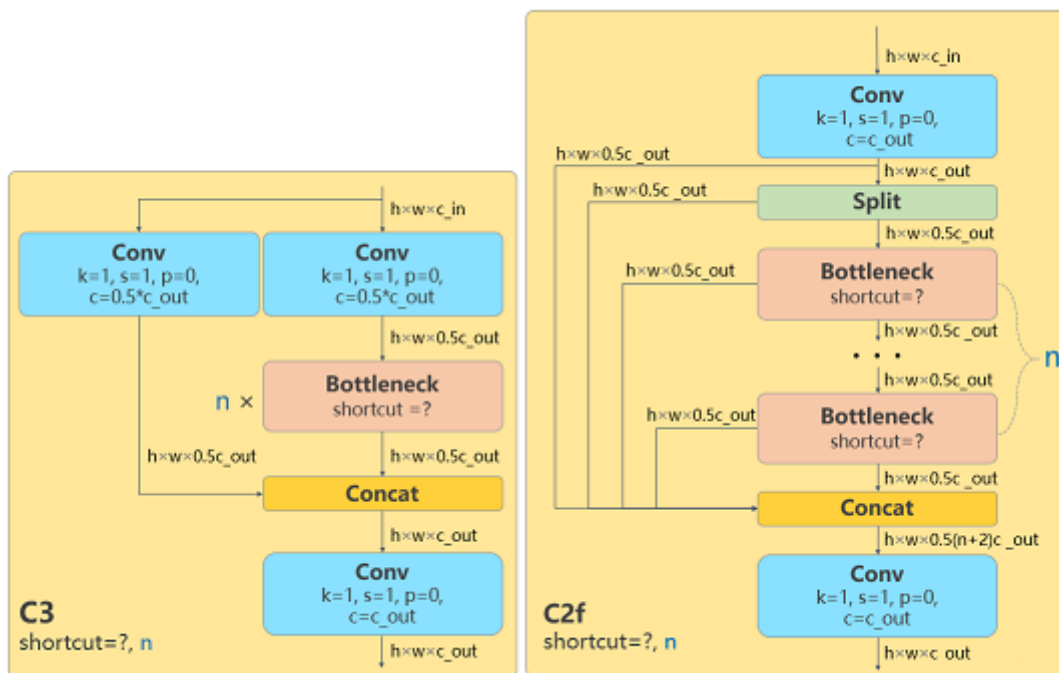 h×w×c_in
Conv
k=1, s=1, p=0,
c=0.5*c_out
Conv
k=1, s=1, p=0,
c=0.5*c_out
h×w×0.5c_out
n ×
Bottleneck
shortcut =?
h×w×0.5c_out
h×w×0.5c_out
Concat
h×w×c_out
Conv
k=1, s=1, p=0,
c=c_out
C3
shortcut=?, n
h×w×c_out
h×w×c_in
Conv
k=1, s=1, p=0,
c=c_out
h×w×0.5c_out
h×w×c_out
h×w×0.5c_out
Split
h×w×0.5c_out
h×w×0.5c_out
Bottleneck
shortcut=?
h×w×0.5c_out
• • •
n
h×w×0.5c_out
h×w×0.5c_out
Bottleneck
shortcut=?
h×w×0.5c_out
Concat
h×w×0.5(n+2)c_out
Conv
k=1, s=1, p=0,
c=c_out
C2f
shortcut=?, n
h×w×c out